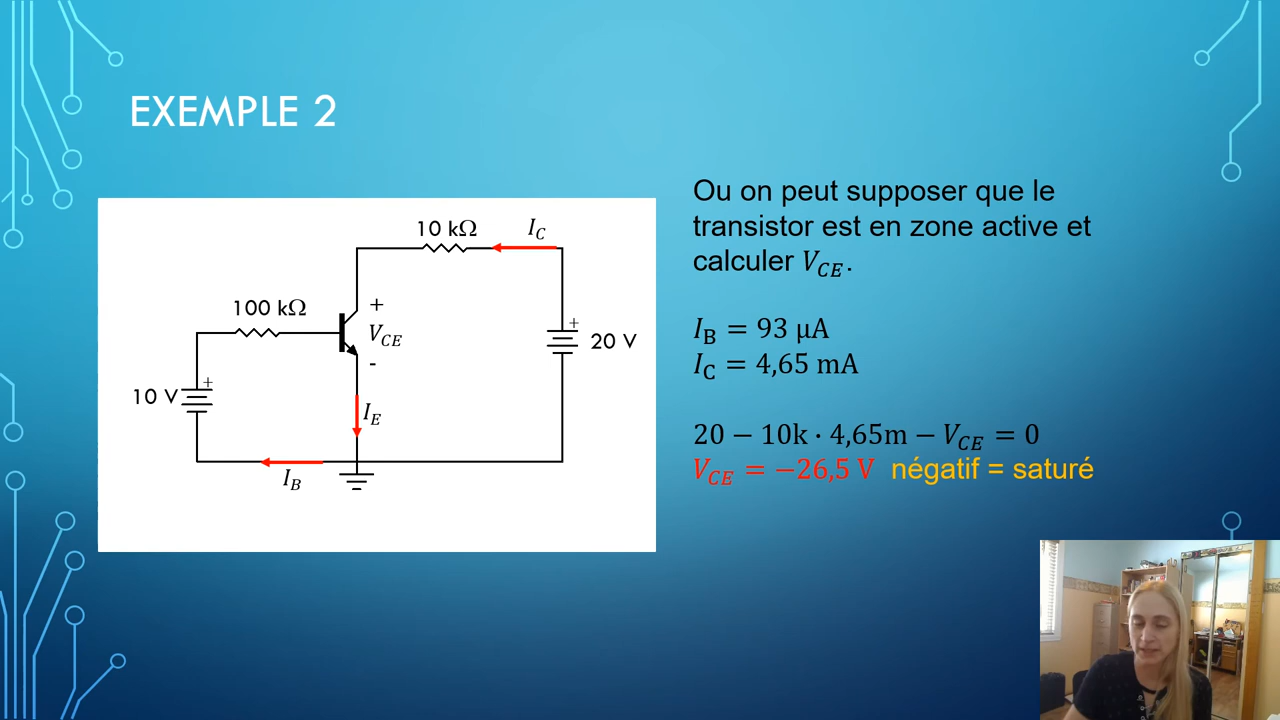 EXEMPLE 2
Ou on peut supposer que le
transistor est en zone active et
calculer V_CE.
I_B = 93 µA
I_C = 4,65 mA
20 − 10k · 4,65m − V_CE = 0
V_CE = −26,5 V négatif = saturé
10 kΩ
I_C
100 kΩ
+
V_CE
-
+
20 V
+
10 V
I_E
I_B